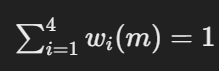 ∑_{i=1}^{4} w_i(m) = 1